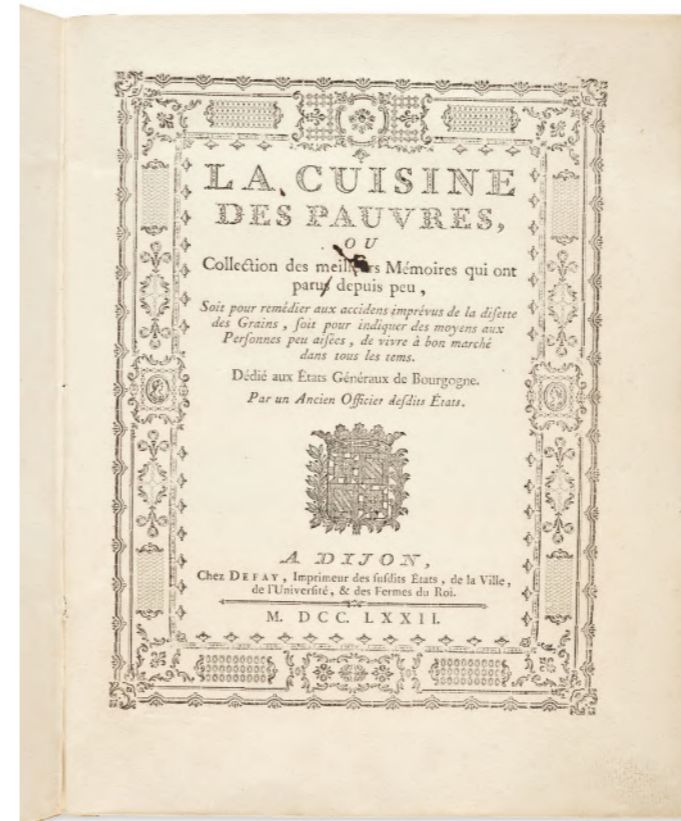 LA CUISINE
DES PAUVRES,
OU
Collection des meilleurs Mémoires qui ont
parus depuis peu,
Soit pour remédier aux accidens imprévus de la disette
des Grains, soit pour indiquer des moyens aux
Personnes peu aisées, de vivre à bon marché
dans tous les tems.
Dédié aux États Généraux de Bourgogne.
Par un Ancien Officier desdits États.
A DIJON,
Chez DEFAY, Imprimeur des susdits États, de la Ville,
de l'Université, & des Fermes du Roi.
M. DCC. LXXII.